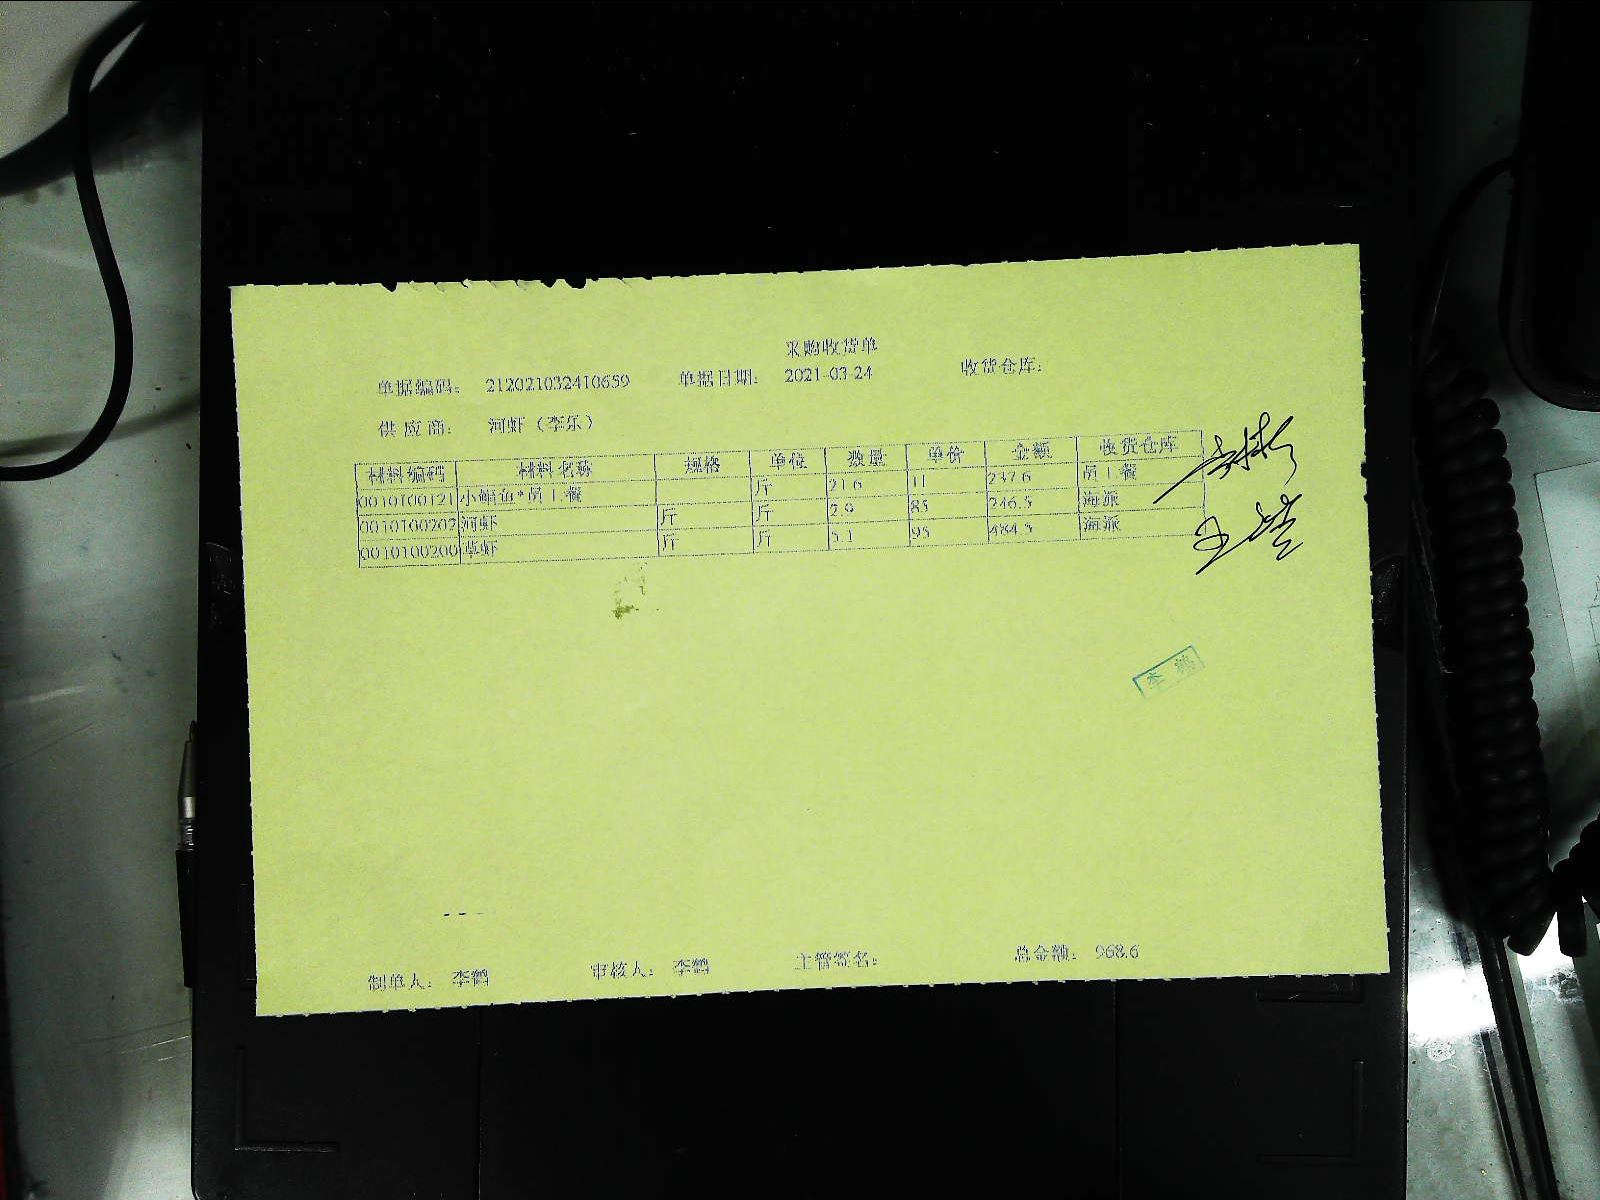 采购收货单
单据编码： 212021032410659 单据日期： 2021-03-24 收货仓库：
供应商： 河虾（李乐）
材料编码 材料名称 规格 单位 数量 单价 金额 收货仓库
0010100121 小鲳鱼*员工餐 斤 21.6 11 237.6 员工餐
0010100202 河虾 斤 斤 2.9 85 246.5 海派
0010100200 草虾 斤 斤 5.1 95 484.5 海派
李鹤
制单人： 李鹤 审核人： 李鹤 主管签名： 总金额： 968.6